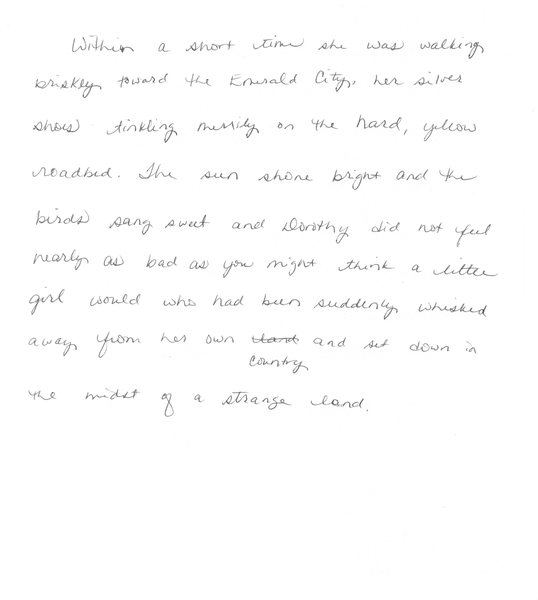 Within a short time she was walking
briskley toward the Emerald City, her silver
shoes tinkling merrily on the hard, yellow
roadbed. The sun shone bright and the
birds sang sweet and Dorothy did not feel
nearly as bad as you might think a little
girl would who had been suddenly whisked
away from her own land and set down in
country
the midst of a strange land.